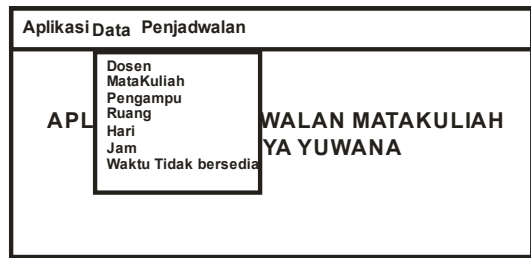 Aplikasi Data Penjadwalan
Dosen
MataKuliah
Pengampu
Ruang
Hari
Jam
Waktu Tidak bersedia
APL WALAN MATAKULIAH
YA YUWANA